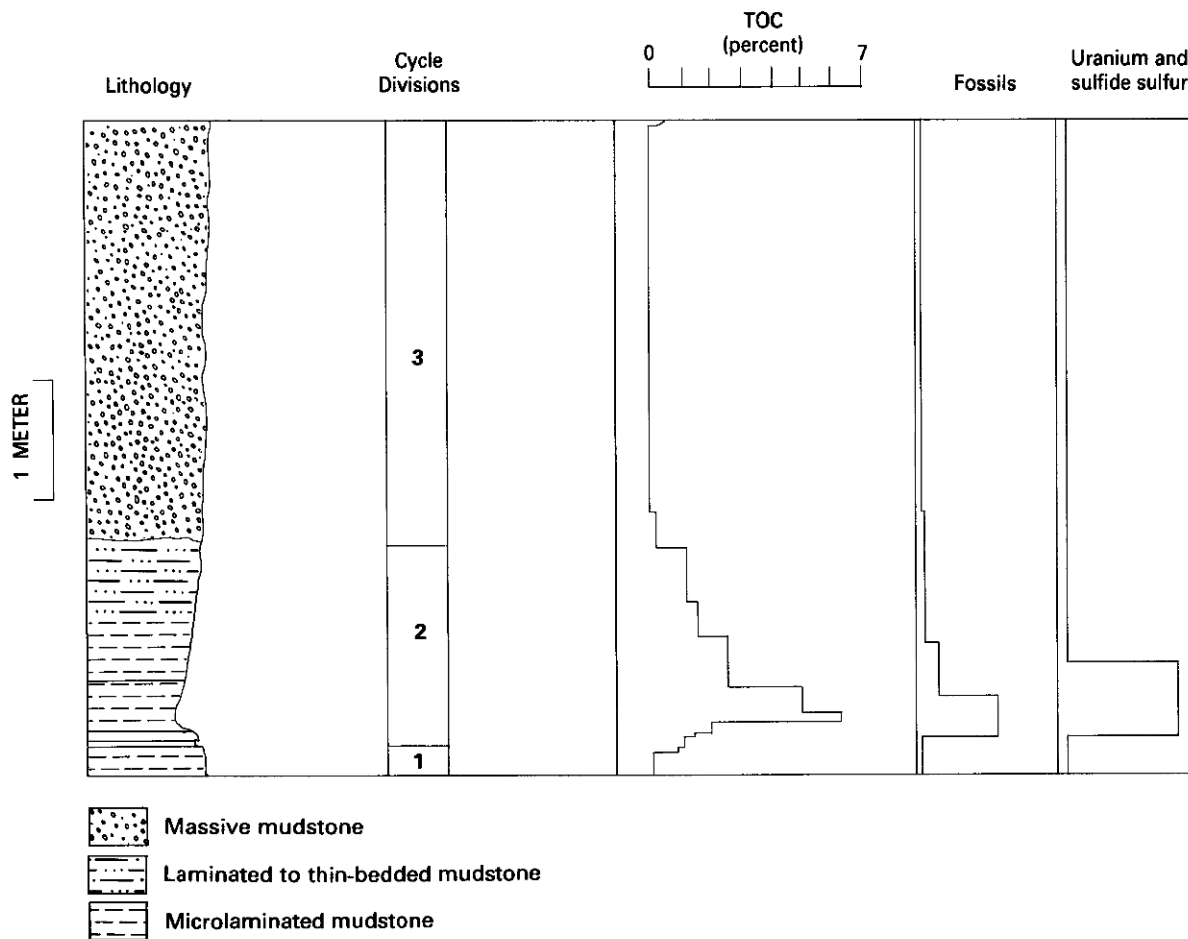 TOC
(percent)
0 7
Lithology
Cycle
Divisions
Fossils
Uranium and
sulfide sulfur
3
1 METER
2
1
Massive mudstone
Laminated to thin-bedded mudstone
Microlaminated mudstone